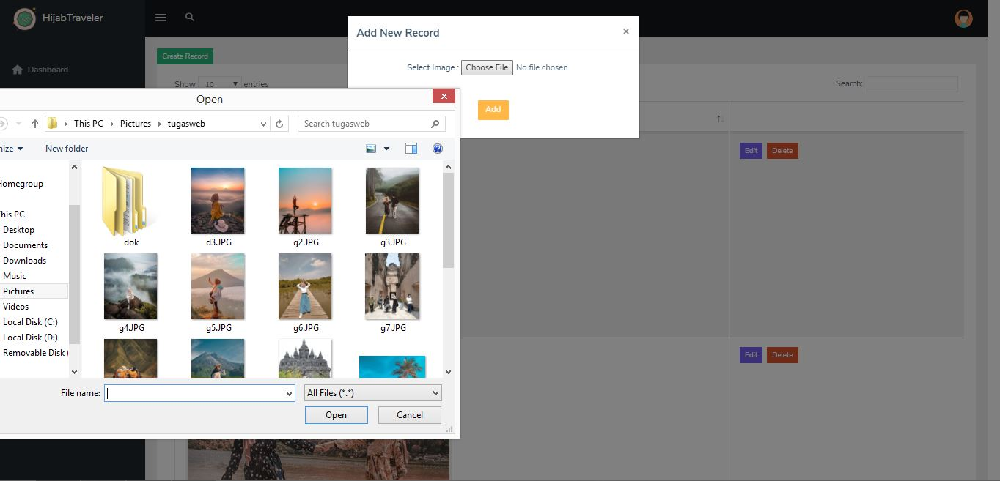 HijabTraveler
Dashboard
Create Record
Show 10 entries
Search:
Add New Record
×
Select Image : Choose File No file chosen
Add
Edit Delete
Edit Delete
Open
This PC Pictures tugasweb
Search tugasweb
New folder
This PC
Desktop
Documents
Downloads
Music
Pictures
Videos
Local Disk (C:)
Local Disk (D:)
Removable Disk
dok
d3.JPG
g2.JPG
g3.JPG
g4.JPG
g5.JPG
g6.JPG
g7.JPG
File name:
All Files (*.*)
Open
Cancel